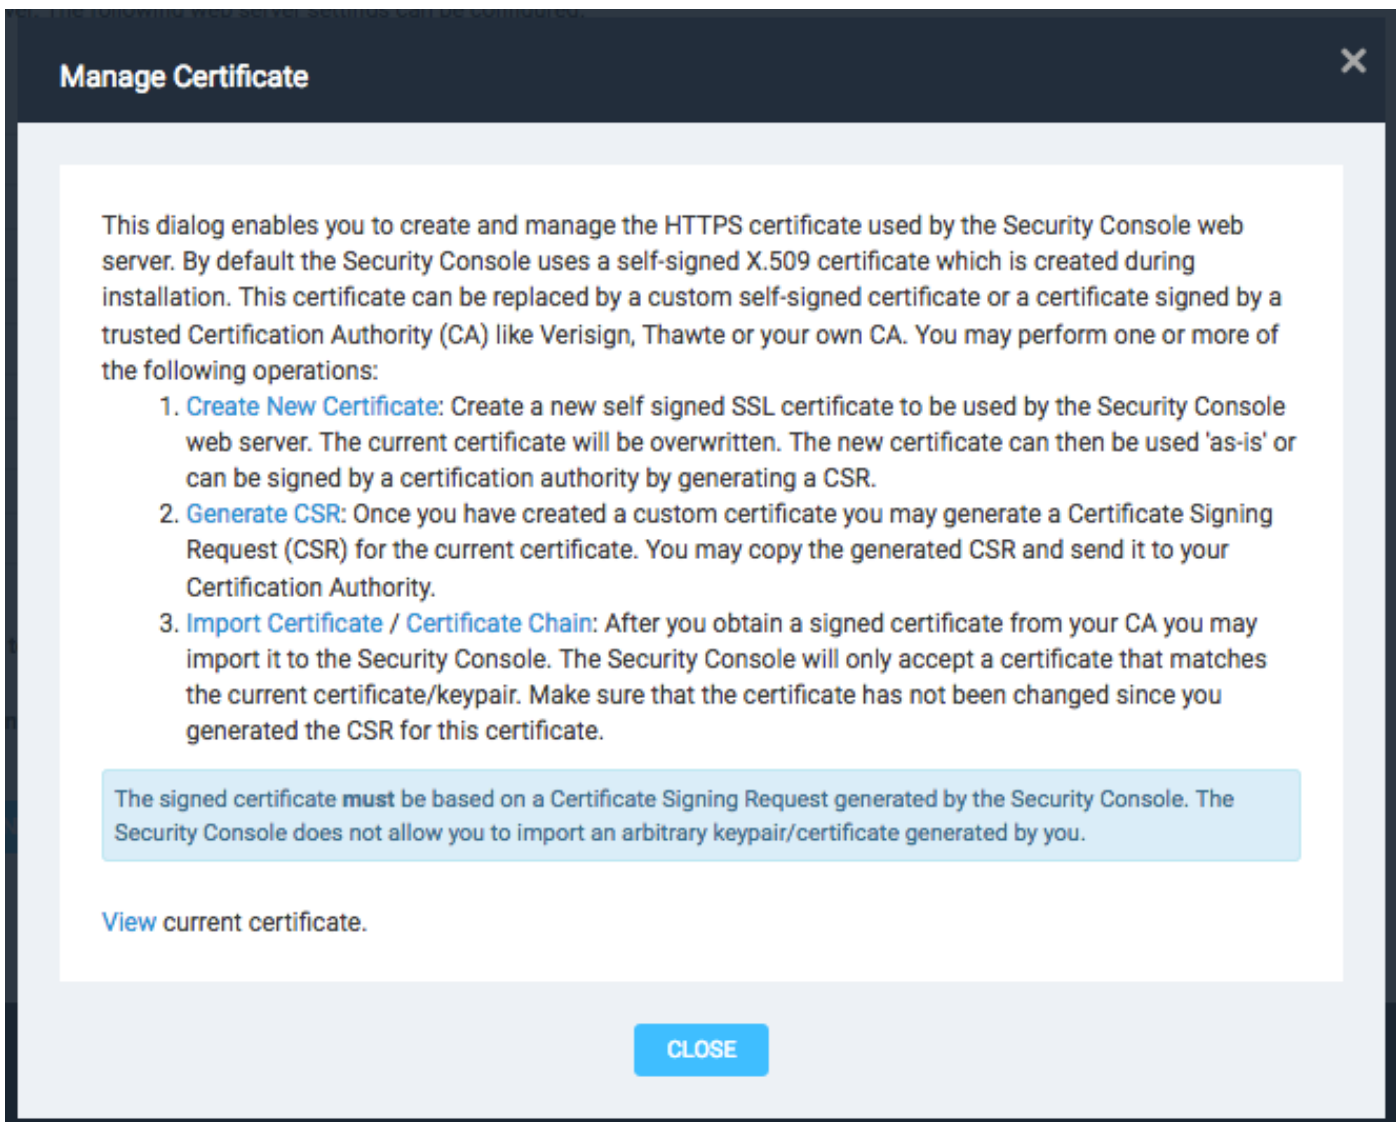 ver. The following web server settings can be configured.
Manage Certificate
This dialog enables you to create and manage the HTTPS certificate used by the Security Console web
server. By default the Security Console uses a self-signed X.509 certificate which is created during
installation. This certificate can be replaced by a custom self-signed certificate or a certificate signed by a
trusted Certification Authority (CA) like Verisign, Thawte or your own CA. You may perform one or more of
the following operations:
1. Create New Certificate: Create a new self signed SSL certificate to be used by the Security Console
web server. The current certificate will be overwritten. The new certificate can then be used 'as-is' or
can be signed by a certification authority by generating a CSR.
2. Generate CSR: Once you have created a custom certificate you may generate a Certificate Signing
Request (CSR) for the current certificate. You may copy the generated CSR and send it to your
Certification Authority.
3. Import Certificate / Certificate Chain: After you obtain a signed certificate from your CA you may
import it to the Security Console. The Security Console will only accept a certificate that matches
the current certificate/keypair. Make sure that the certificate has not been changed since you
generated the CSR for this certificate.
The signed certificate must be based on a Certificate Signing Request generated by the Security Console. The
Security Console does not allow you to import an arbitrary keypair/certificate generated by you.
View current certificate.
CLOSE